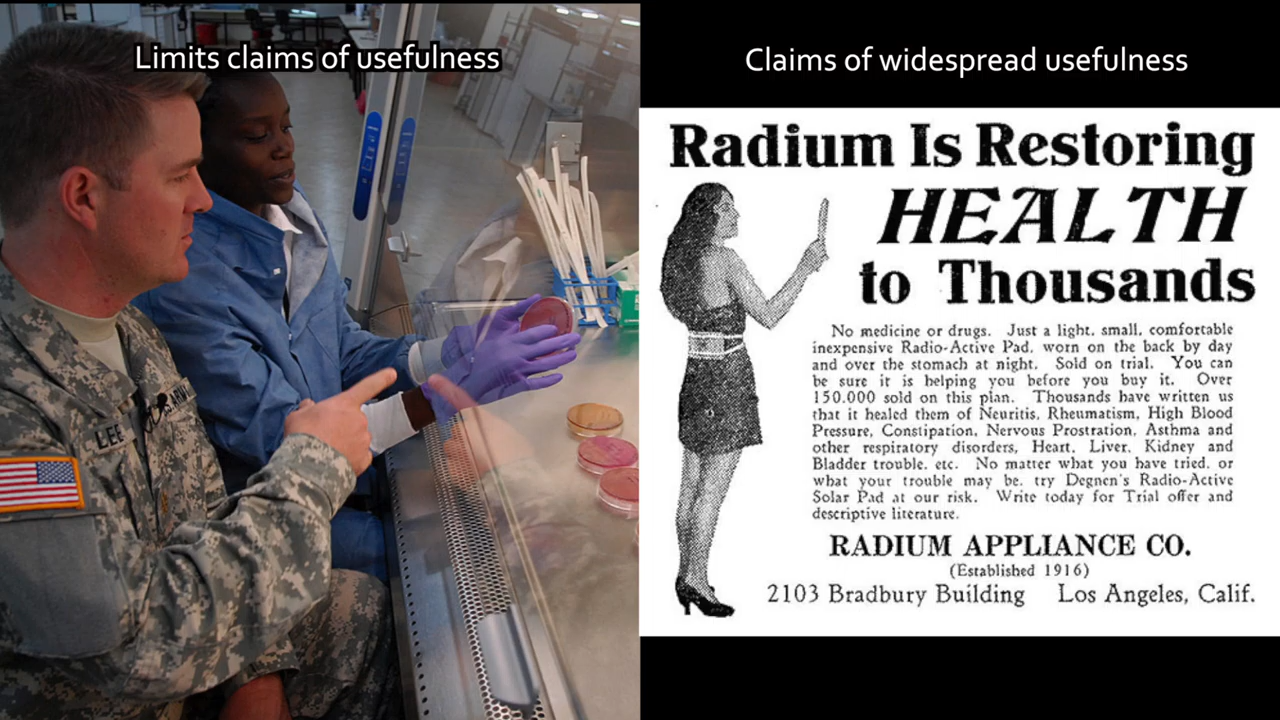 Limits claims of usefulness
LEE
Claims of widespread usefulness
Radium Is Restoring
HEALTH
to Thousands
No medicine or drugs. Just a light, small, comfortable
inexpensive Radio-Active Pad, worn on the back by day
and over the stomach at night. Sold on trial. You can
be sure it is helping you before you buy it. Over
150.000 sold on this plan. Thousands have written us
that it healed them of Neuritis, Rheumatism, High Blood
Pressure, Constipation, Nervous Prostration, Asthma and
other respiratory disorders, Heart, Liver, Kidney and
Bladder trouble, etc. No matter what you have tried, or
what your trouble may be, try Degnen's Radio-Active
Solar Pad at our risk. Write today for Trial offer and
descriptive literature.
RADIUM APPLIANCE CO.
(Established 1916)
2103 Bradbury Building Los Angeles, Calif.